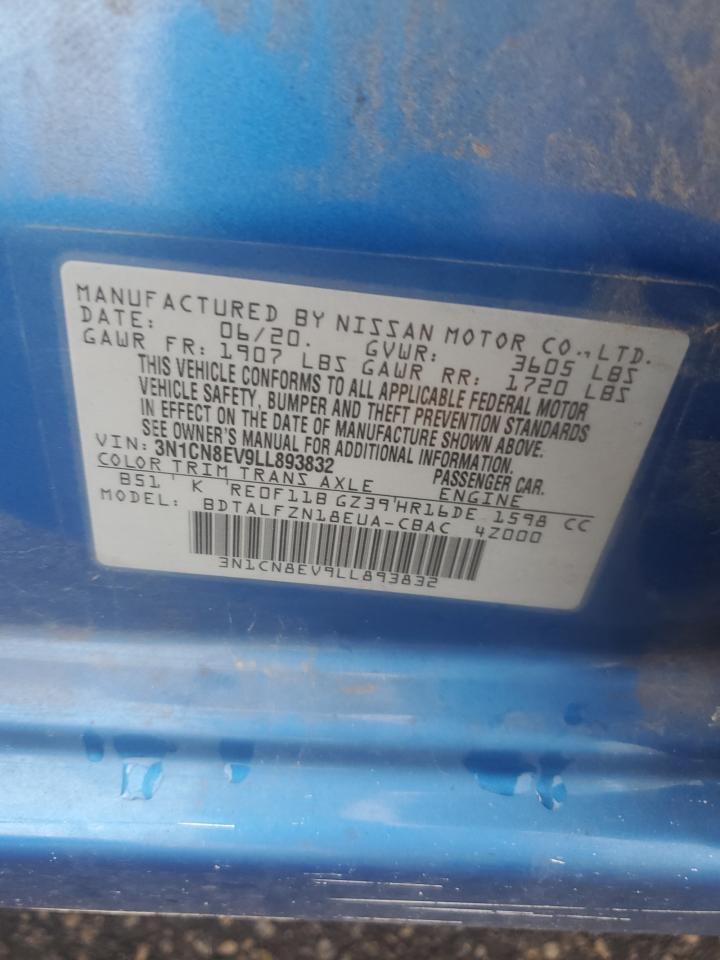 MANUFACTURED BY NISSAN MOTOR CO., LTD.
DATE: 06/20. GVWR: 3605 LBS
GAWR FR: 1907 LBS GAWR RR: 1720 LBS
THIS VEHICLE CONFORMS TO ALL APPLICABLE FEDERAL MOTOR
VEHICLE SAFETY, BUMPER AND THEFT PREVENTION STANDARDS
IN EFFECT ON THE DATE OF MANUFACTURE SHOWN ABOVE.
SEE OWNER'S MANUAL FOR ADDITIONAL INFORMATION.
VIN: 3N1CN8EV9LL893832 PASSENGER CAR.
COLOR TRIM TRANS AXLE ENGINE
B51 ' K 'RE0F11B GZ39'HR16DE 1598 CC
MODEL: BDTALFZN18EUA-CBAC 4Z000
3N1CN8EV9LL893832